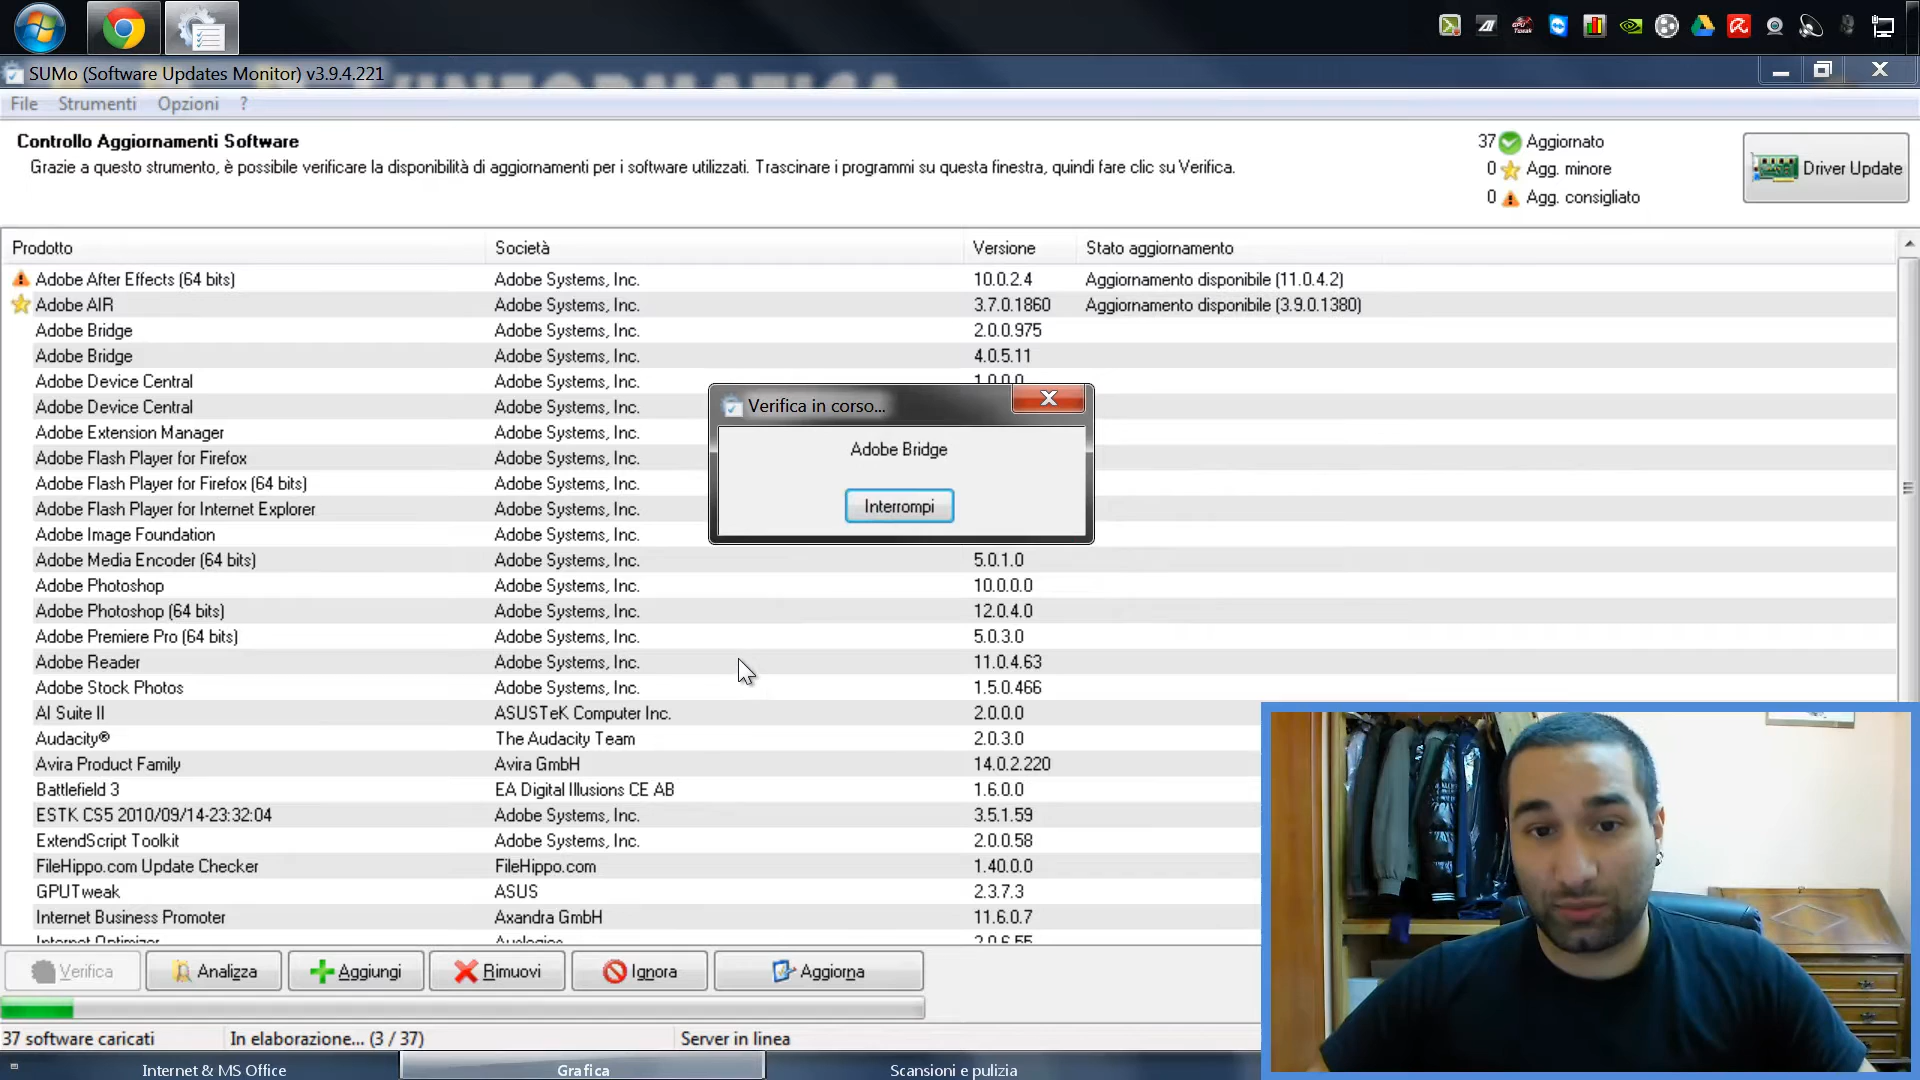 SUMo (Software Updates Monitor) v3.9.4.221
File Strumenti Opzioni ?
Controllo Aggiornamenti Software
Grazie a questo strumento, è possibile verificare la disponibilità di aggiornamenti per i software utilizzati. Trascinare i programmi su questa finestra, quindi fare clic su Verifica.
37 Aggiornato
0 Agg. minore
0 Agg. consigliato
Driver Update
Prodotto Società Versione Stato aggiornamento
Adobe After Effects (64 bits) Adobe Systems, Inc. 10.0.2.4 Aggiornamento disponibile (11.0.4.2)
Adobe AIR Adobe Systems, Inc. 3.7.0.1860 Aggiornamento disponibile (3.9.0.1380)
Adobe Bridge Adobe Systems, Inc. 2.0.0.975
Adobe Bridge Adobe Systems, Inc. 4.0.5.11
Adobe Device Central Adobe Systems, Inc. 1.0.0.0
Adobe Device Central Adobe Systems, Inc.
Adobe Extension Manager Adobe Systems, Inc.
Adobe Flash Player for Firefox Adobe Systems, Inc.
Adobe Flash Player for Firefox (64 bits) Adobe Systems, Inc.
Adobe Flash Player for Internet Explorer Adobe Systems, Inc.
Adobe Image Foundation Adobe Systems, Inc.
Adobe Media Encoder (64 bits) Adobe Systems, Inc. 5.0.1.0
Adobe Photoshop Adobe Systems, Inc. 10.0.0.0
Adobe Photoshop (64 bits) Adobe Systems, Inc. 12.0.4.0
Adobe Premiere Pro (64 bits) Adobe Systems, Inc. 5.0.3.0
Adobe Reader Adobe Systems, Inc. 11.0.4.63
Adobe Stock Photos Adobe Systems, Inc. 1.5.0.466
AI Suite II ASUSTeK Computer Inc. 2.0.0.0
Audacity® The Audacity Team 2.0.3.0
Avira Product Family Avira GmbH 14.0.2.220
Battlefield 3 EA Digital Illusions CE AB 1.6.0.0
ESTK CS5 2010/09/14-23:32:04 Adobe Systems, Inc. 3.5.1.59
ExtendScript Toolkit Adobe Systems, Inc. 2.0.0.58
FileHippo.com Update Checker FileHippo.com 1.40.0.0
GPUTweak ASUS 2.3.7.3
Internet Business Promoter Axandra GmbH 11.6.0.7
Internet Optimizer Auslogics 2.0.6.55
Verifica in corso...
Adobe Bridge
Interrompi
Verifica Analizza Aggiungi Rimuovi Ignora Aggiorna
37 software caricati In elaborazione... (3 / 37) Server in linea
Internet & MS Office Grafica Scansioni e pulizia